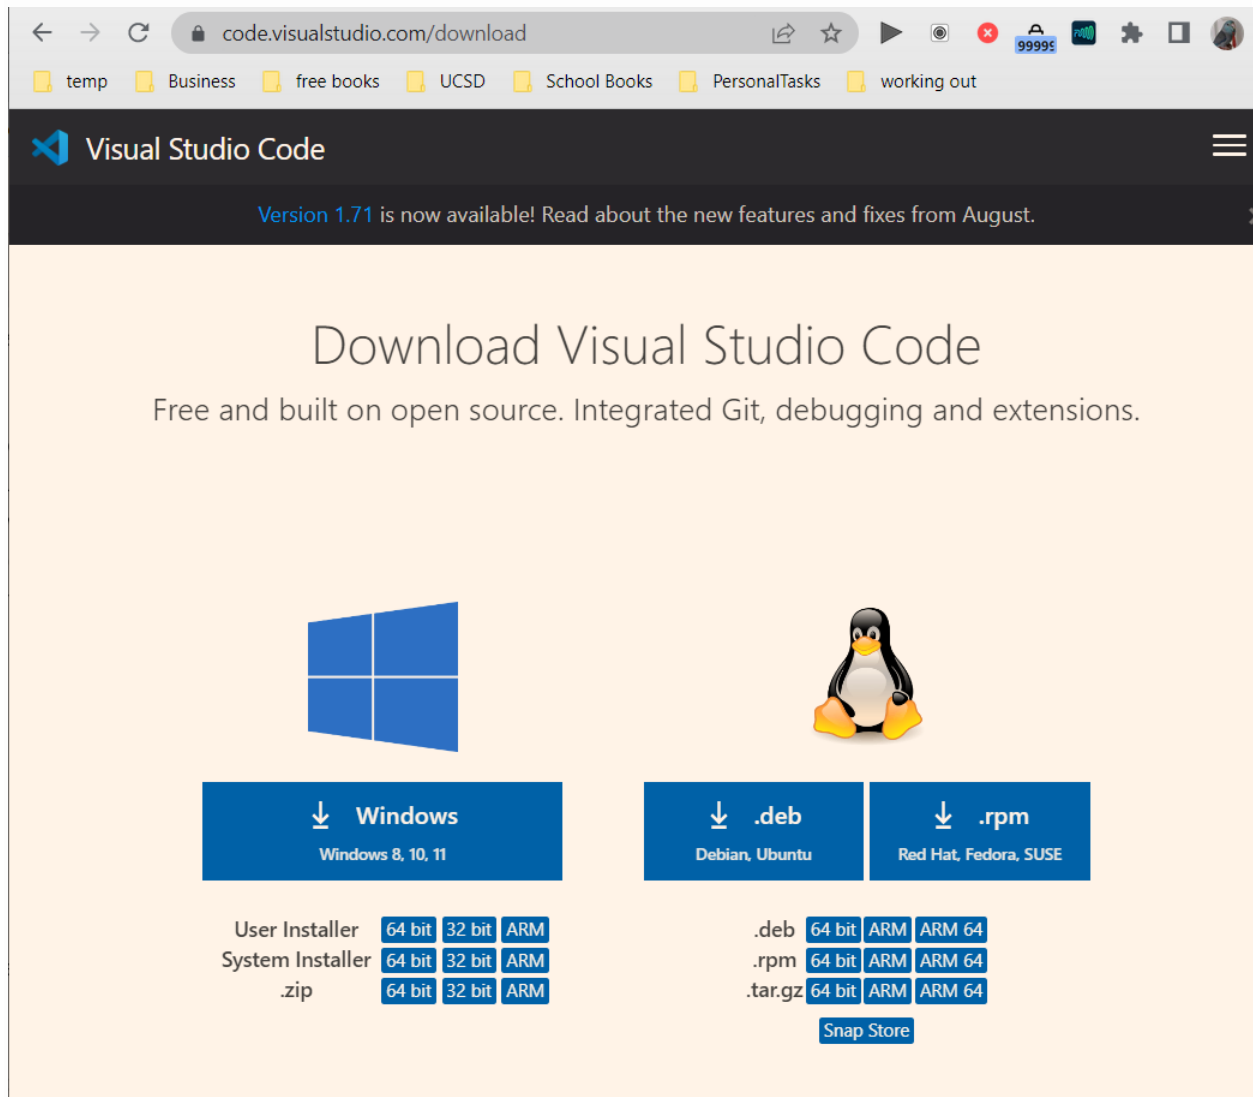 code.visualstudio.com/download
99999
temp Business free books UCSD School Books PersonalTasks working out
Visual Studio Code
Version 1.71 is now available! Read about the new features and fixes from August.
Download Visual Studio Code
Free and built on open source. Integrated Git, debugging and extensions.
Windows
Windows 8, 10, 11
.deb
Debian, Ubuntu
.rpm
Red Hat, Fedora, SUSE
User Installer 64 bit 32 bit ARM
System Installer 64 bit 32 bit ARM
.zip 64 bit 32 bit ARM
.deb 64 bit ARM ARM 64
.rpm 64 bit ARM ARM 64
.tar.gz 64 bit ARM ARM 64
Snap Store